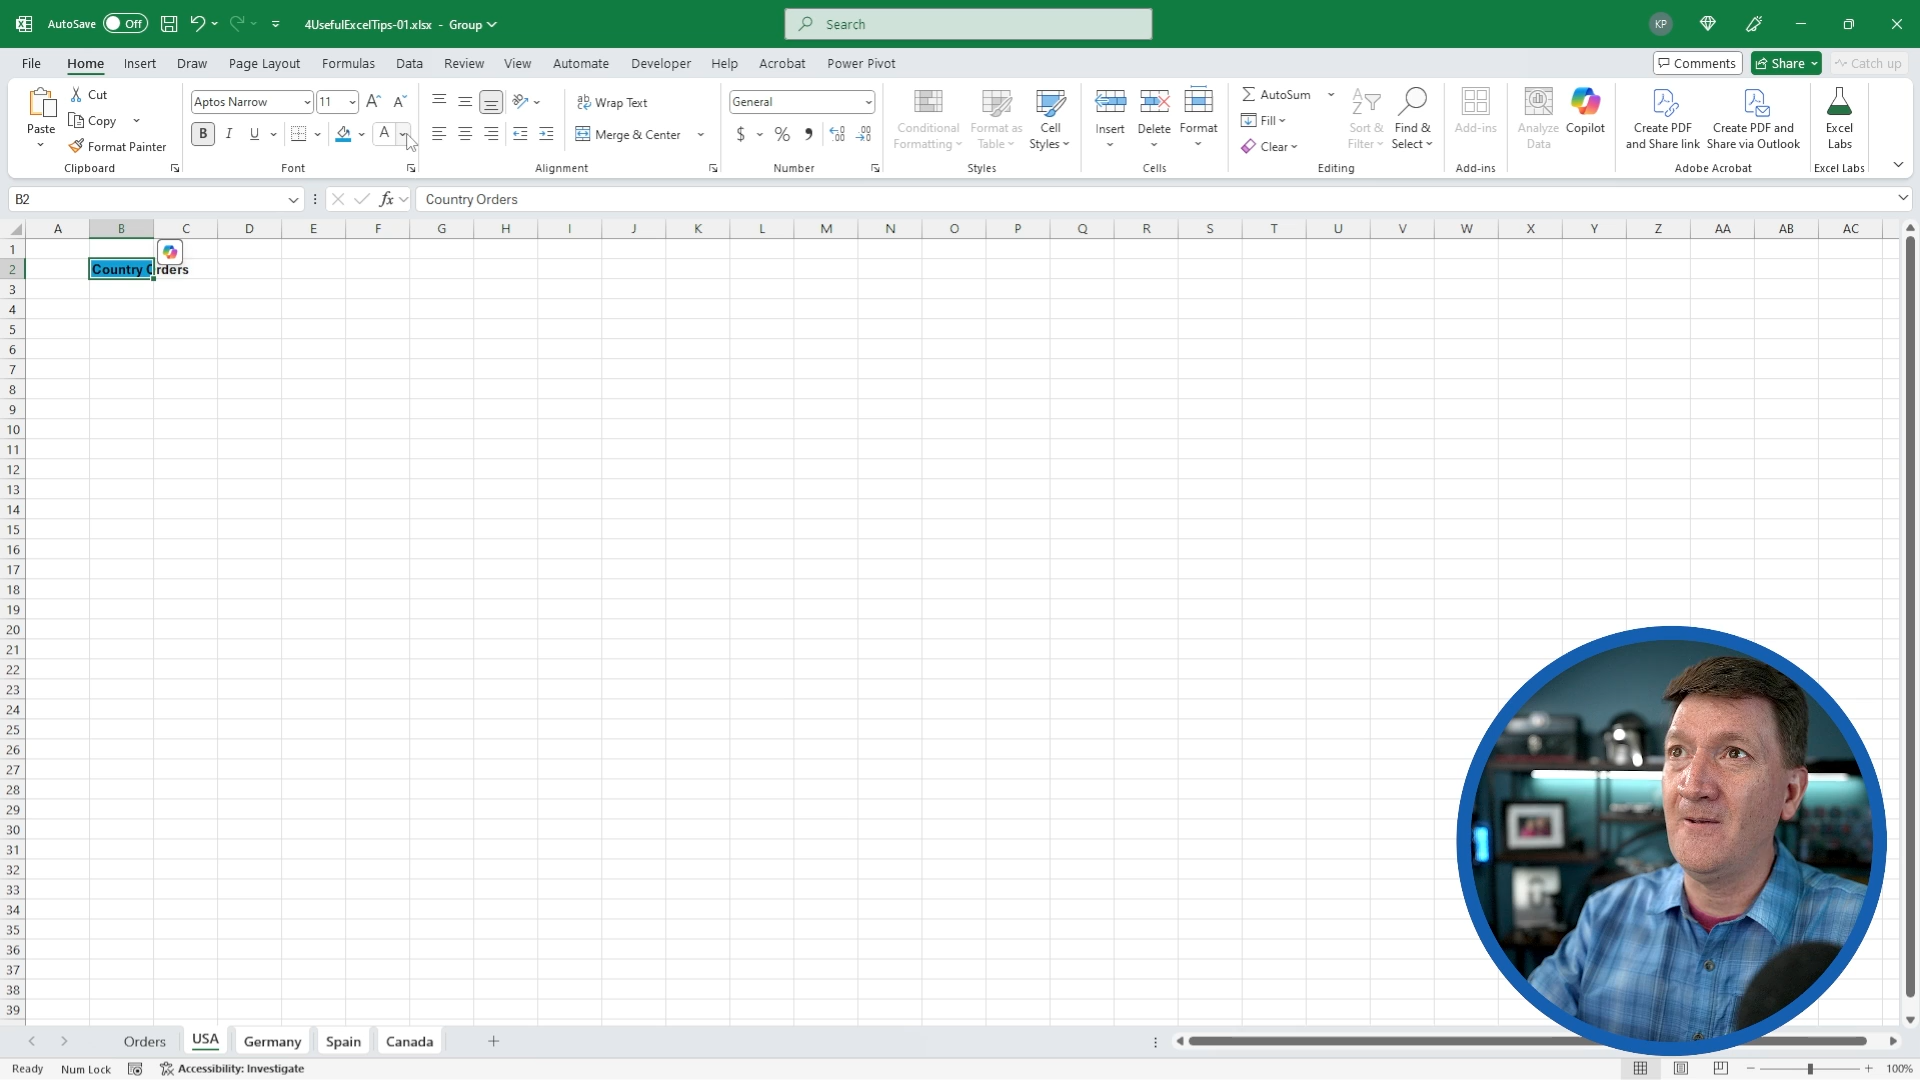 AutoSave Off 4UsefulExcelTips-01.xlsx - Group Search KP
File Home Insert Draw Page Layout Formulas Data Review View Automate Developer Help Acrobat Power Pivot Comments Share Catch up
Paste Cut Copy Format Painter Clipboard
Aptos Narrow 11 A A B I U A Font
ab Wrap Text Merge & Center Alignment
General $ % 9 Number
Conditional Formatting Format as Table Cell Styles Styles
Insert Delete Format Cells
AutoSum Fill Clear Sort & Filter Find & Select Editing
Add-ins Add-ins
Analyze Data Copilot
Create PDF and Share link Create PDF and Share via Outlook Adobe Acrobat
Excel Labs Excel Labs
B2 fx Country Orders
A B C D E F G H I J K L M N O P Q R S T U V W X Y Z AA AB AC
1
2 Country Orders
3
4
5
6
7
8
9
10
11
12
13
14
15
16
17
18
19
20
21
22
23
24
25
26
27
28
29
30
31
32
33
34
35
36
37
38
39
Orders USA Germany Spain Canada
Ready Num Lock Accessibility: Investigate 100%